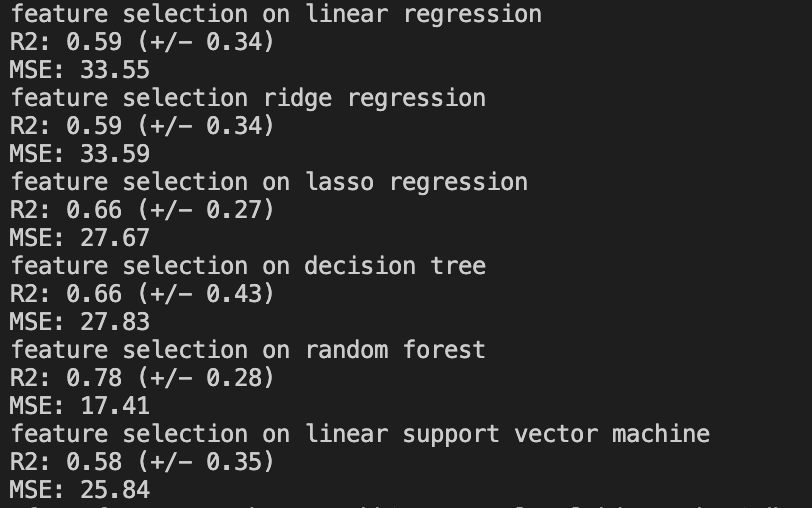 feature selection on linear regression
R2: 0.59 (+/- 0.34)
MSE: 33.55
feature selection ridge regression
R2: 0.59 (+/- 0.34)
MSE: 33.59
feature selection on lasso regression
R2: 0.66 (+/- 0.27)
MSE: 27.67
feature selection on decision tree
R2: 0.66 (+/- 0.43)
MSE: 27.83
feature selection on random forest
R2: 0.78 (+/- 0.28)
MSE: 17.41
feature selection on linear support vector machine
R2: 0.58 (+/- 0.35)
MSE: 25.84